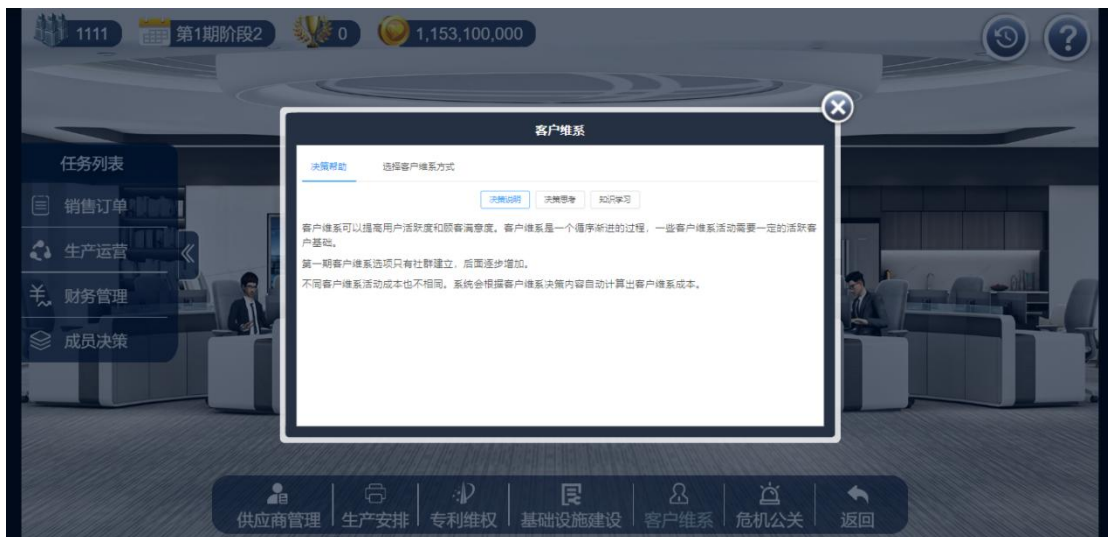 1111
第1期阶段2
0
1,153,100,000
?
客户维系
决策帮助
选择客户维系方式
决策说明
决策思考
知识学习
客户维系可以提高用户活跃度和顾客满意度。客户维系是一个循序渐进的过程，一些客户维系活动需要一定的活跃客
户基础。
第一期客户维系选项只有社群建立，后面逐步增加。
不同客户维系活动成本也不相同。系统会根据客户维系决策内容自动计算出客户维系成本。
任务列表
销售订单
生产运营
财务管理
成员决策
供应商管理
生产安排
专利维权
基础设施建设
客户维系
危机公关
返回